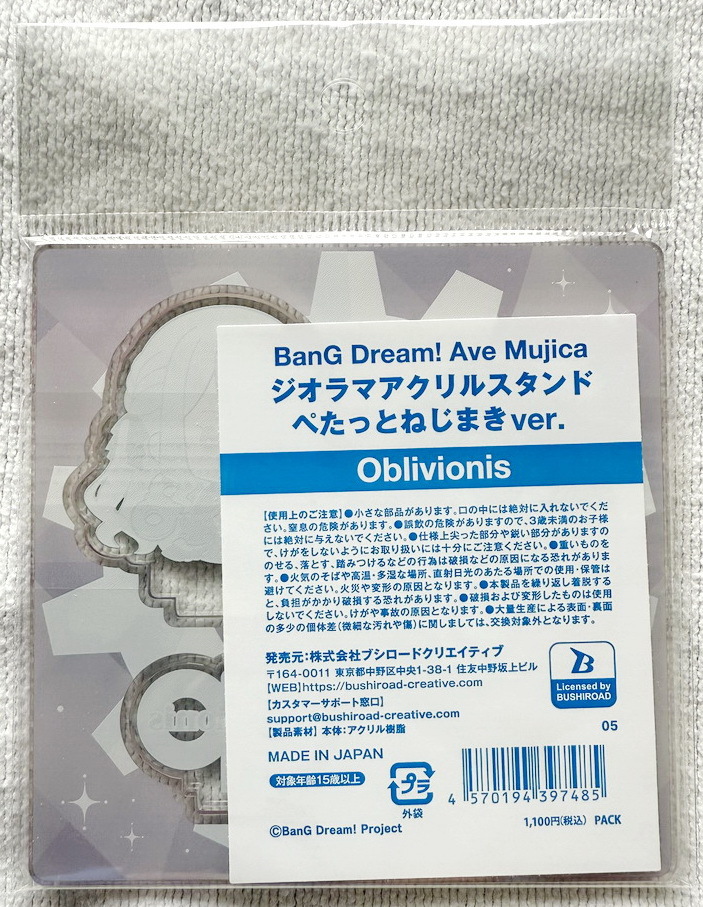 BanG Dream! Ave Mujica
ジオラマアクリルスタンド
ぺたっとねじまきver.
Oblivionis
【使用上のご注意】●小さな部品があります。口の中には絶対に入れないでくだ
さい。窒息の危険があります。●誤飲の危険がありますので、3歳未満のお子様
には絶対に与えないでください。●仕様上尖った部分や鋭い部分がありますの
で、けがをしないようにお取り扱いには十分にご注意ください。●重いものを
のせる、落とす、踏みつけるなどの行為は破損などの原因になる恐れがありま
す。●火気のそばや高温・多湿な場所、直射日光のあたる場所での使用・保管は
避けてください。火災や変形の原因となります。●本製品を繰り返し着脱する
と、負担がかかり破損する恐れがあります。●破損および変形したものは使用
しないでください。けがや事故の原因となります。●大量生産による表面・裏面
の多少の個体差(微細な汚れや傷)に関しましては、交換対象外となります。
発売元:株式会社ブシロードクリエイティブ
〒164-0011 東京都中野区中央1-38-1 住友中野坂上ビル
【WEB】https://bushiroad-creative.com
【カスタマーサポート窓口】
support@bushiroad-creative.com
【製品素材】本体:アクリル樹脂
B
Licensed by
BUSHIROAD
05
MADE IN JAPAN
対象年齢15歳以上
プラ
外袋
4 570194 397485
1,100円(税込) PACK
©BanG Dream! Project